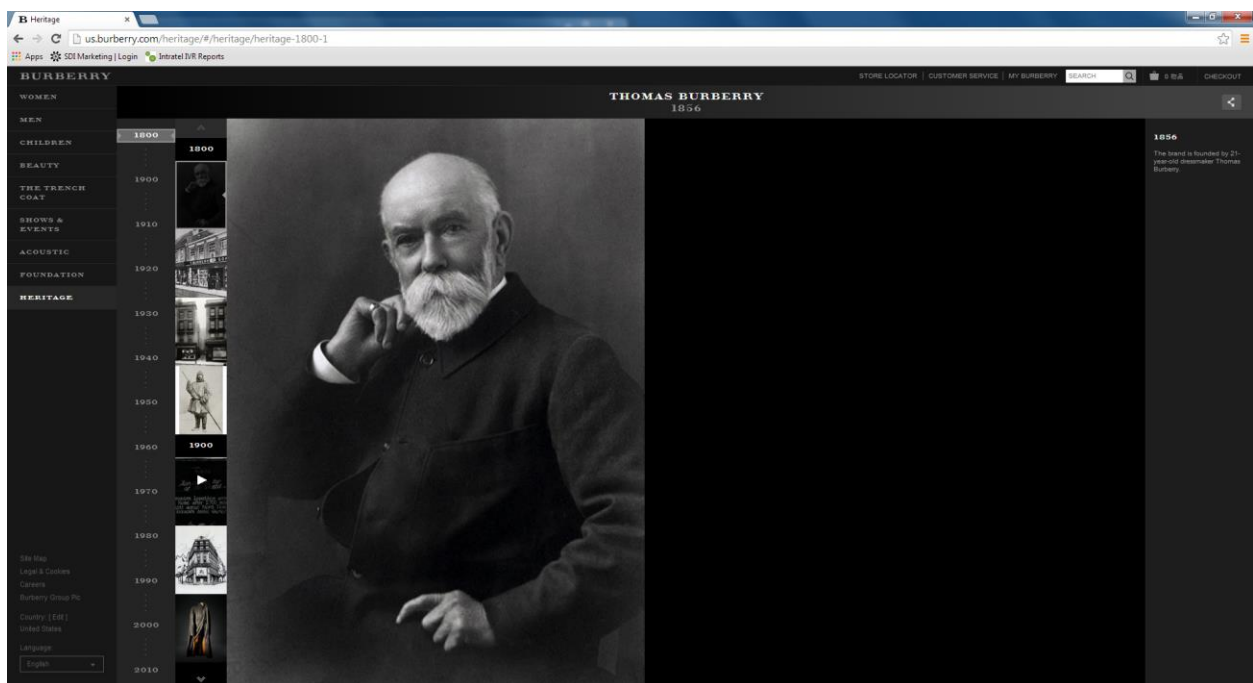 B Heritage
us.burberry.com/heritage/#/heritage/heritage-1800-1
Apps SDI Marketing | Login Intratel IVR Reports
BURBERRY
STORE LOCATOR | CUSTOMER SERVICE | MY BURBERRY SEARCH 0 CHECKOUT
WOMEN
MEN
CHILDREN
BEAUTY
THE TRENCH
COAT
SHOWS &
EVENTS
ACOUSTIC
FOUNDATION
HERITAGE
Site Map
Legal & Cookies
Careers
Burberry Group Plc
Country: [ Edit ]
United States
Language:
English
THOMAS BURBERRY
1856
1800
1900
1910
1920
1930
1940
1950
1960
1970
1980
1990
2000
2010
1800
1900
1856
The brand is founded by 21-
year-old dressmaker Thomas
Burberry.